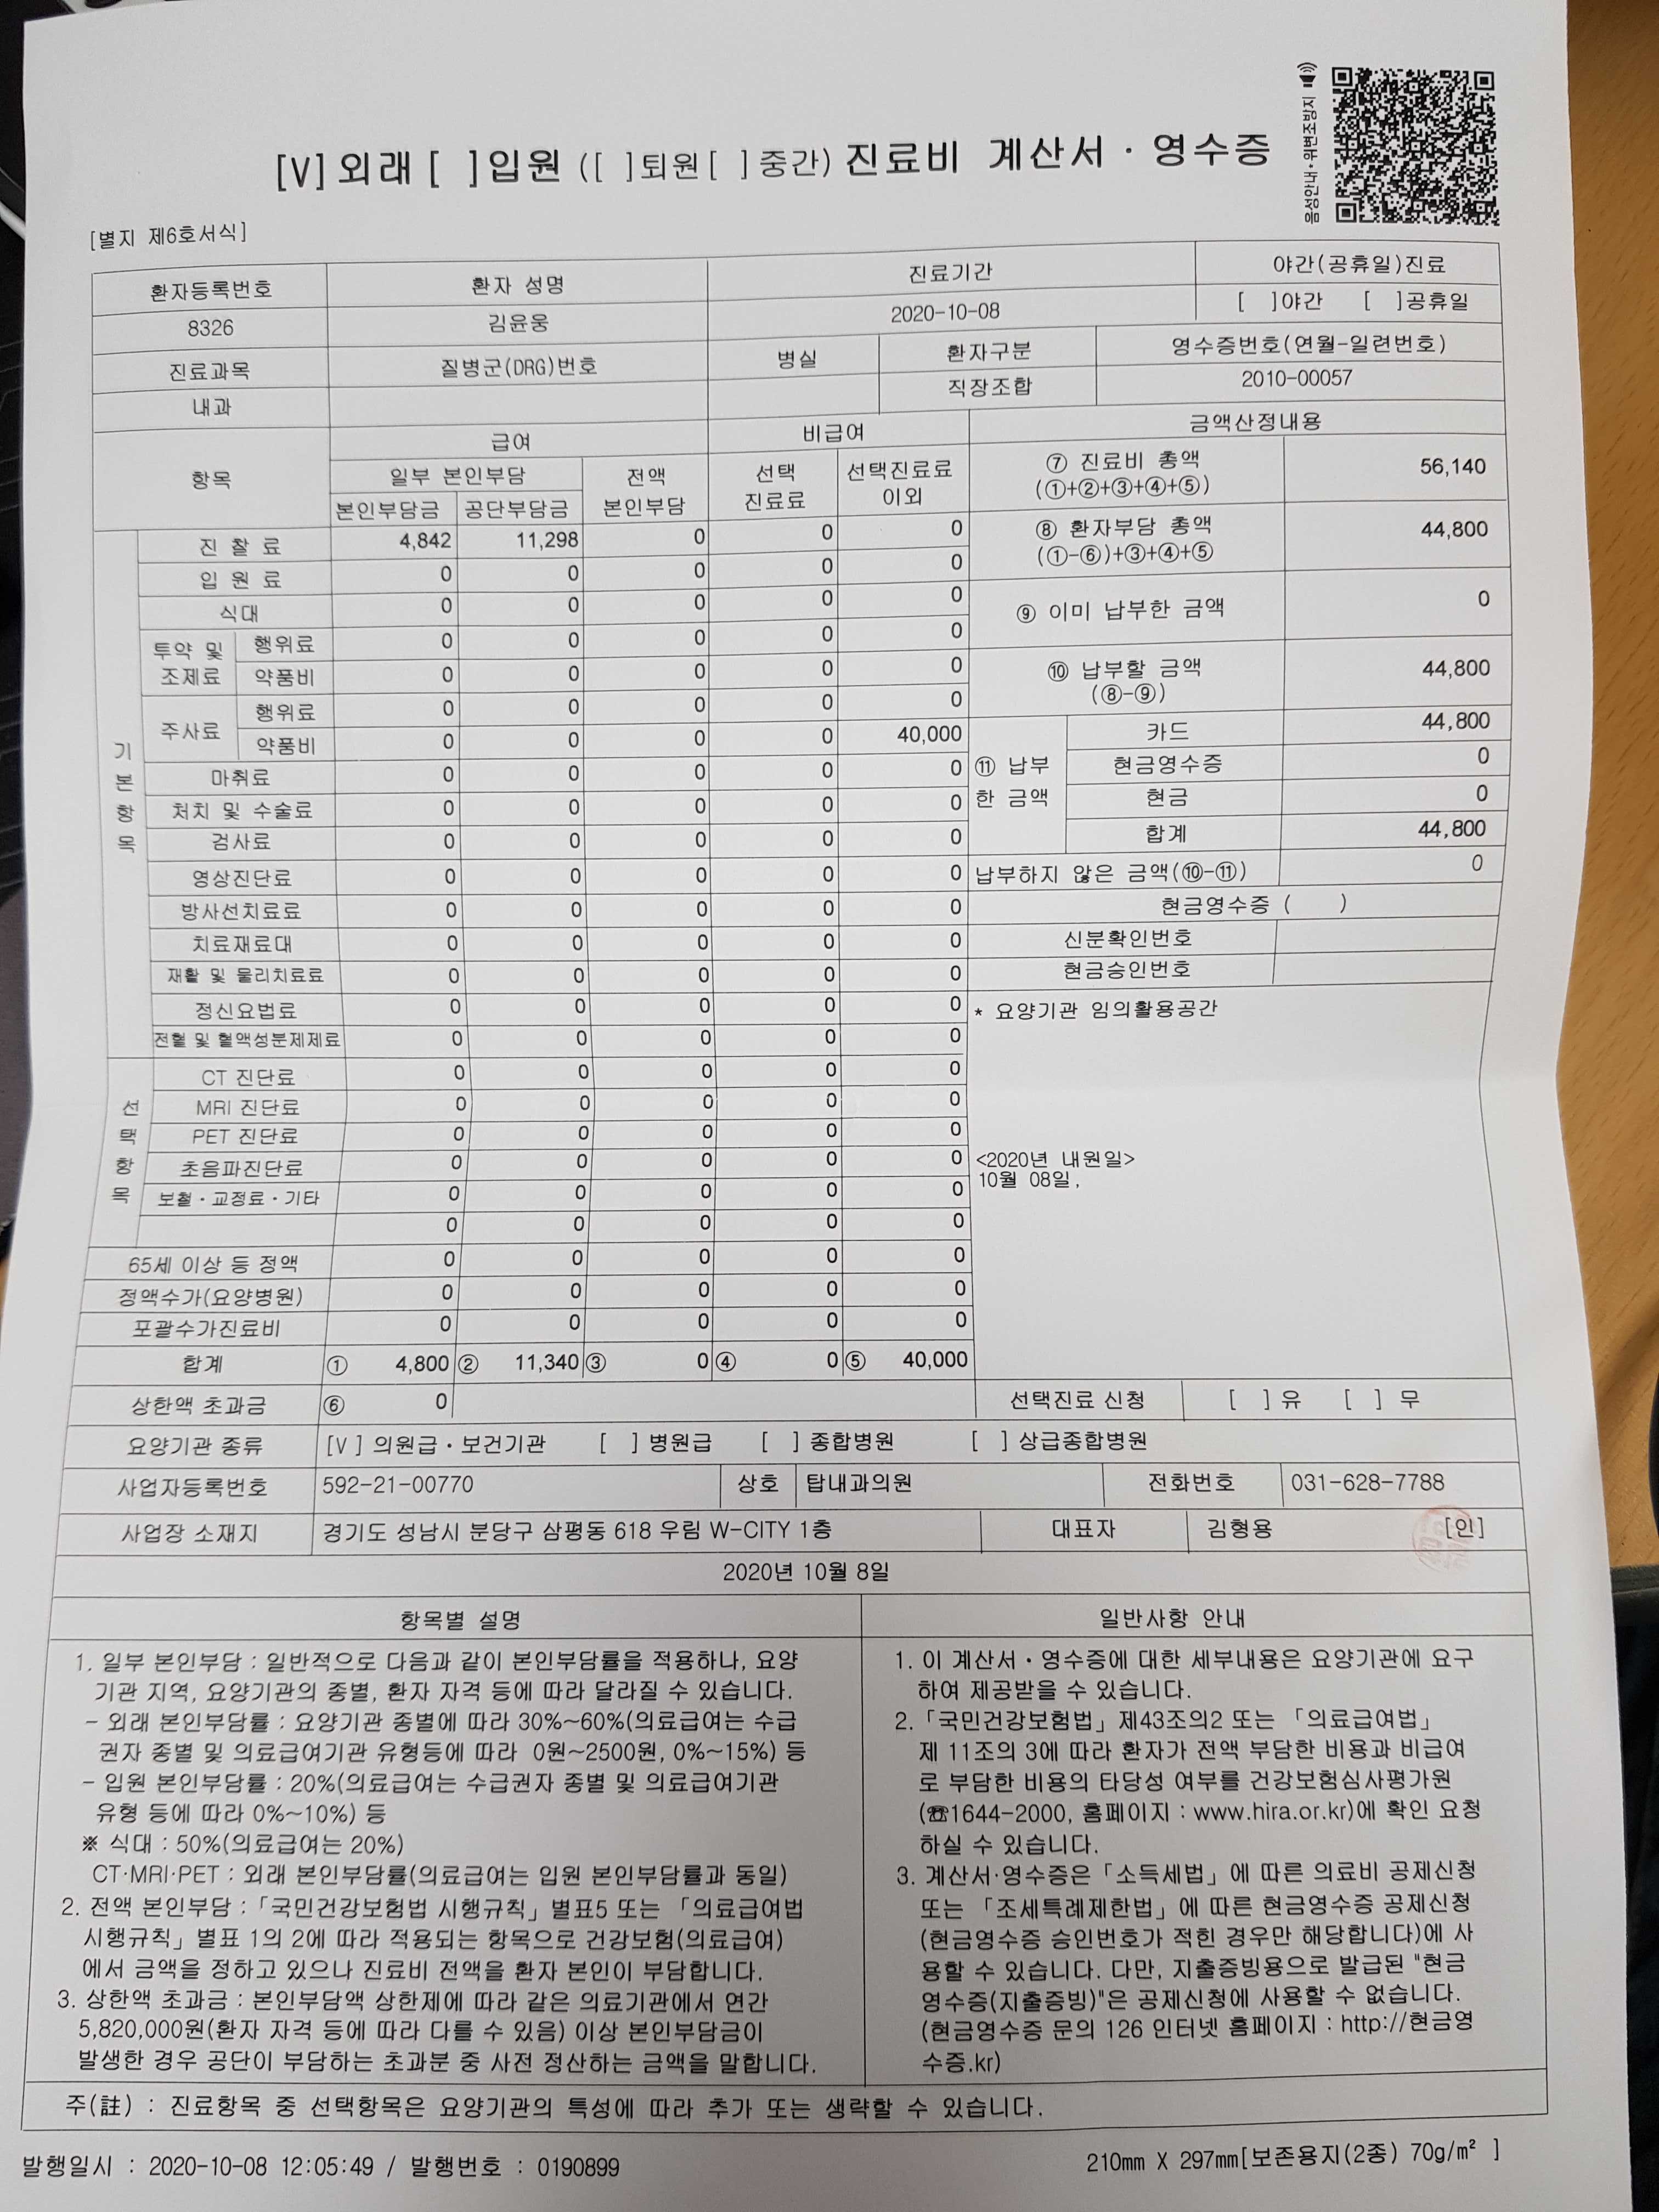 음성안내·위변조방지
[V] 외래 [ ]입원 ([ ]퇴원 [ ]중간) 진료비 계산서 · 영수증
[별지 제6호서식]
환자등록번호 환자 성명 진료기간 야간(공휴일)진료
8326 김윤웅 2020-10-08 [ ]야간 [ ]공휴일
진료과목 질병군(DRG)번호 병실 환자구분 영수증번호(연월-일련번호)
내과 직장조합 2010-00057
항목 급여 비급여 금액산정내용
일부 본인부담 전액 본인부담 선택 진료료 선택진료료 이외
본인부담금 공단부담금
⑦ 진료비 총액 (①+②+③+④+⑤) 56,140
기본항목
진 찰 료 4,842 11,298 0 0 0
⑧ 환자부담 총액 (①-⑥)+③+④+⑤ 44,800
입 원 료 0 0 0 0 0
식대 0 0 0 0 0
⑨ 이미 납부한 금액 0
투약 및 조제료 행위료 0 0 0 0 0
약품비 0 0 0 0 0
⑩ 납부할 금액 (⑧-⑨) 44,800
주사료 행위료 0 0 0 0 0
약품비 0 0 0 0 40,000
⑪ 납부한 금액 카드 44,800
현금영수증 0
현금 0
합계 44,800
마취료 0 0 0 0 0
처치 및 수술료 0 0 0 0 0
검사료 0 0 0 0 0
영상진단료 0 0 0 0 0
납부하지 않은 금액(⑩-⑪) 0
방사선치료료 0 0 0 0 0
현금영수증 ( )
치료재료대 0 0 0 0 0
신분확인번호
재활 및 물리치료료 0 0 0 0 0
현금승인번호
정신요법료 0 0 0 0 0
* 요양기관 임의활용공간
전혈 및 혈액성분제제료 0 0 0 0 0
선택항목
CT 진단료 0 0 0 0 0
MRI 진단료 0 0 0 0 0
PET 진단료 0 0 0 0 0
초음파진단료 0 0 0 0 0
<2020년 내원일>
10월 08일,
보철·교정료·기타 0 0 0 0 0
0 0 0 0 0
65세 이상 등 정액 0 0 0 0 0
정액수가(요양병원) 0 0 0 0 0
포괄수가진료비 0 0 0 0 0
합계 ① 4,800 ② 11,340 ③ 0 ④ 0 ⑤ 40,000
상한액 초과금 ⑥ 0 선택진료 신청 [ ] 유 [ ] 무
요양기관 종류 [V] 의원급·보건기관 [ ] 병원급 [ ] 종합병원 [ ] 상급종합병원
사업자등록번호 592-21-00770 상호 탑내과의원 전화번호 031-628-7788
사업장 소재지 경기도 성남시 분당구 삼평동 618 우림 W-CITY 1층 대표자 김형용 [인]
2020년 10월 8일
항목별 설명
1. 일부 본인부담 : 일반적으로 다음과 같이 본인부담률을 적용하나, 요양
기관 지역, 요양기관의 종별, 환자 자격 등에 따라 달라질 수 있습니다.
- 외래 본인부담률 : 요양기관 종별에 따라 30%~60%(의료급여는 수급
권자 종별 및 의료급여기관 유형등에 따라 0원~2500원, 0%~15%) 등
- 입원 본인부담률 : 20%(의료급여는 수급권자 종별 및 의료급여기관
유형 등에 따라 0%~10%) 등
※ 식대 : 50%(의료급여는 20%)
CT·MRI·PET : 외래 본인부담률(의료급여는 입원 본인부담률과 동일)
2. 전액 본인부담 : 「국민건강보험법 시행규칙」 별표5 또는 「의료급여법
시행규칙」 별표 1의 2에 따라 적용되는 항목으로 건강보험(의료급여)
에서 금액을 정하고 있으나 진료비 전액을 환자 본인이 부담합니다.
3. 상한액 초과금 : 본인부담액 상한제에 따라 같은 의료기관에서 연간
5,820,000원(환자 자격 등에 따라 다를 수 있음) 이상 본인부담금이
발생한 경우 공단이 부담하는 초과분 중 사전 정산하는 금액을 말합니다.
일반사항 안내
1. 이 계산서·영수증에 대한 세부내용은 요양기관에 요구
하여 제공받을 수 있습니다.
2. 「국민건강보험법」 제43조의2 또는 「의료급여법」
제 11조의 3에 따라 환자가 전액 부담한 비용과 비급여
로 부담한 비용의 타당성 여부를 건강보험심사평가원
(☏1644-2000, 홈페이지 : www.hira.or.kr)에 확인 요청
하실 수 있습니다.
3. 계산서·영수증은 「소득세법」에 따른 의료비 공제신청
또는 「조세특례제한법」에 따른 현금영수증 공제신청
(현금영수증 승인번호가 적힌 경우만 해당합니다)에 사
용할 수 있습니다. 다만, 지출증빙용으로 발급된 "현금
영수증(지출증빙)"은 공제신청에 사용할 수 없습니다.
(현금영수증 문의 126 인터넷 홈페이지 : http://현금영
수증.kr)
주(註) : 진료항목 중 선택항목은 요양기관의 특성에 따라 추가 또는 생략할 수 있습니다.
발행일시 : 2020-10-08 12:05:49 / 발행번호 : 0190899
210mm X 297mm[보존용지(2종) 70g/㎡ ]